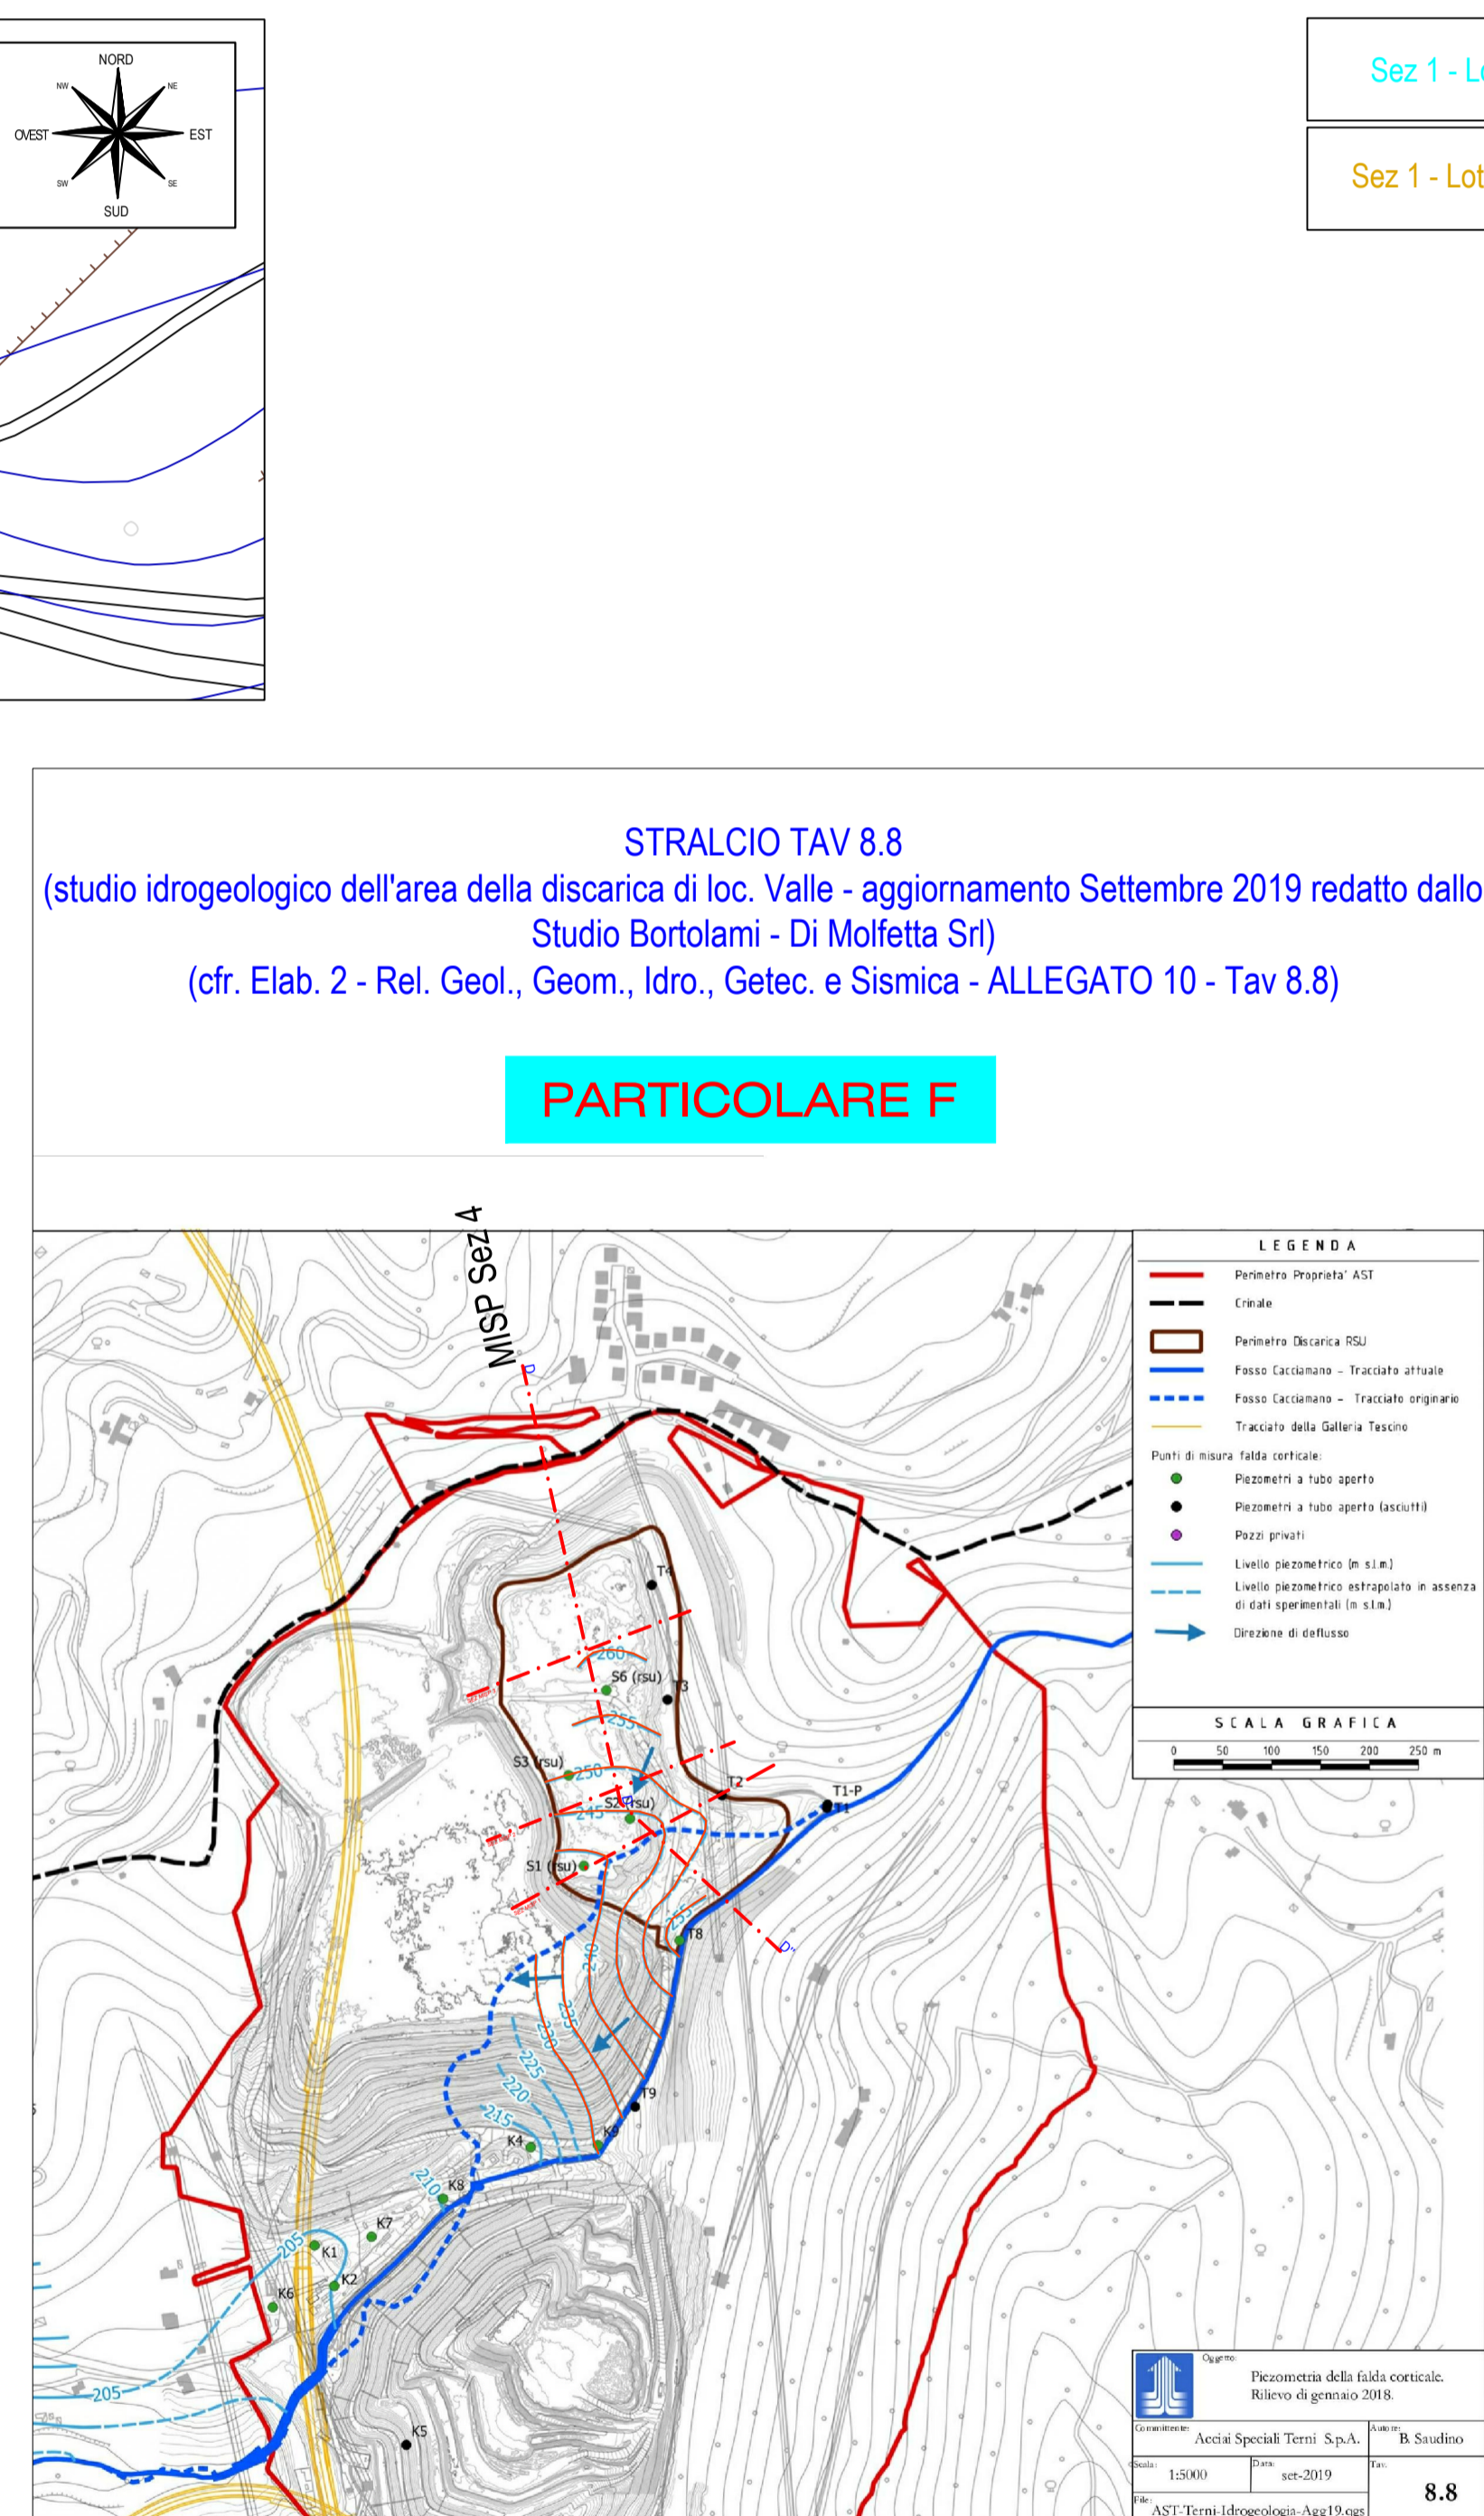 NORD
NW
NE
OVEST
EST
SW
SE
SUD
Sez 1 - L
Sez 1 - Lot
STRALCIO TAV 8.8
(studio idrogeologico dell'area della discarica di loc. Valle - aggiornamento Settembre 2019 redatto dallo
Studio Bortolami - Di Molfetta Srl)
(cfr. Elab. 2 - Rel. Geol., Geom., Idro., Getec. e Sismica - ALLEGATO 10 - Tav 8.8)
PARTICOLARE F
MISP Sez 4
D
LEGENDA
Perimetro Proprieta' AST
Crinale
Perimetro Discarica RSU
Fosso Cacciamano - Tracciato attuale
Fosso Cacciamano - Tracciato originario
Tracciato della Galleria Tescino
Punti di misura falda corticale:
Piezometri a tubo aperto
Piezometri a tubo aperto (asciutti)
Pozzi privati
Livello piezometrico (m s.l.m.)
Livello piezometrico estrapolato in assenza
di dati sperimentali (m s.l.m.)
Direzione di deflusso
SCALA GRAFICA
0 50 100 150 200 250 m
T4
260
S6 (rsu)
T3
255
S3 (rsu)
250
T2
T1-P
T1
245
S2 (rsu)
S1 (rsu)
255
T8
D"
240
235
230
225
220
215
T9
K4
K9
210
K8
K7
205
K1
K2
K6
205
K5
Oggetto:
Piezometria della falda corticale.
Rilievo di gennaio 2018.
Committente:
Acciai Speciali Terni S.p.A.
Autore:
B. Saudino
Scala:
1:5000
Data:
set-2019
Tav.
8.8
File:
AST-Terni-Idrogeologia-Agg19.qgs